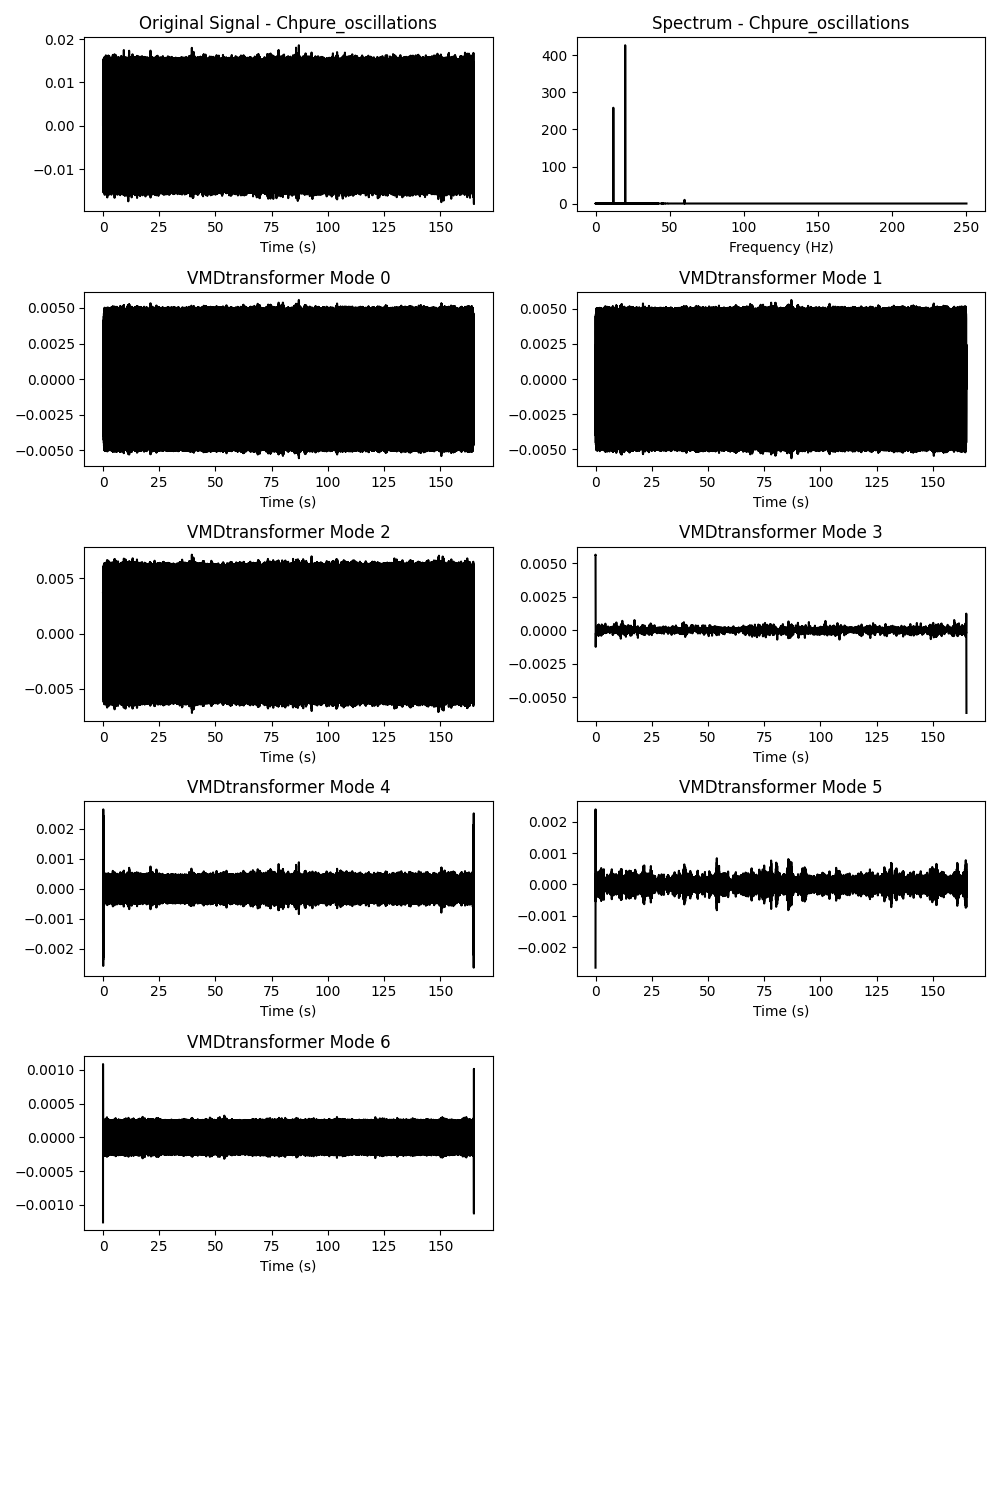 Original Signal - Chpure_oscillations
0.02
0.01
0.00
−0.01
0 25 50 75 100 125 150
Time (s)
Spectrum - Chpure_oscillations
400
300
200
100
0
0 50 100 150 200 250
Frequency (Hz)
VMDtransformer Mode 0
0.0050
0.0025
0.0000
−0.0025
−0.0050
0 25 50 75 100 125 150
Time (s)
VMDtransformer Mode 1
0.0050
0.0025
0.0000
−0.0025
−0.0050
0 25 50 75 100 125 150
Time (s)
VMDtransformer Mode 2
0.005
0.000
−0.005
0 25 50 75 100 125 150
Time (s)
VMDtransformer Mode 3
0.0050
0.0025
0.0000
−0.0025
−0.0050
0 25 50 75 100 125 150
Time (s)
VMDtransformer Mode 4
0.002
0.001
0.000
−0.001
−0.002
0 25 50 75 100 125 150
Time (s)
VMDtransformer Mode 5
0.002
0.001
0.000
−0.001
−0.002
0 25 50 75 100 125 150
Time (s)
VMDtransformer Mode 6
0.0010
0.0005
0.0000
−0.0005
−0.0010
0 25 50 75 100 125 150
Time (s)